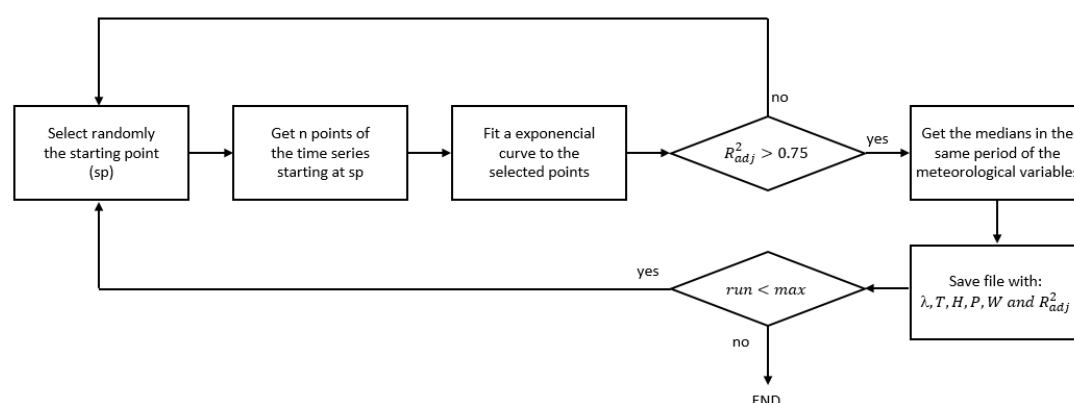 no
Select randomly
the starting point
(sp)
Get n points of
the time series
starting at sp
Fit a exponencial
curve to the
selected points
R²adj > 0.75
yes
Get the medians in the
same period of the
meteorological variables
yes
run < max
Save file with:
λ, T, H, P, W and R²adj
no
END